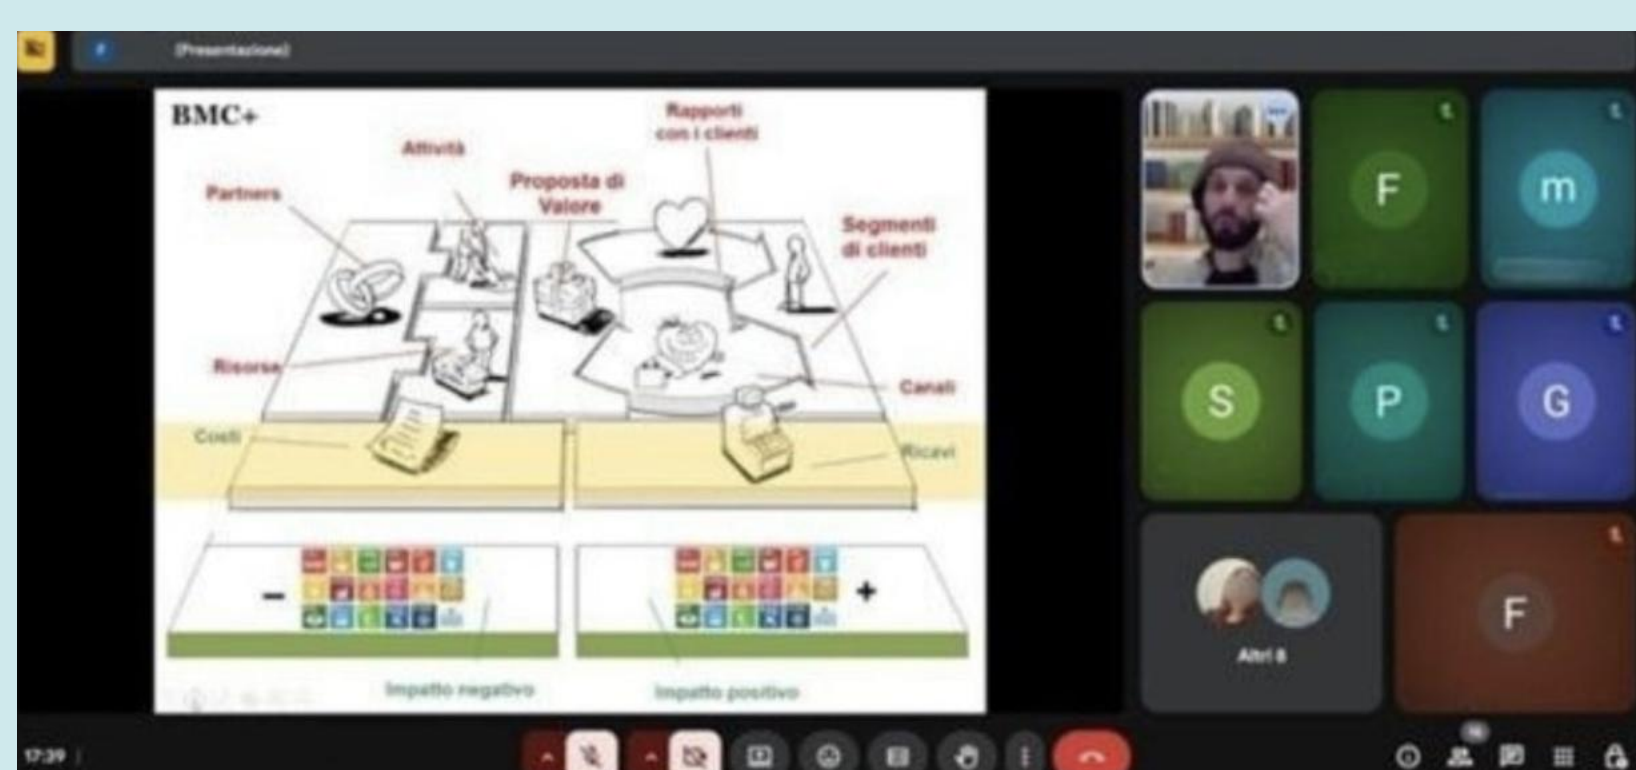 (Presentazione)
BMC+
Rapporti
con i clienti
Attività
Proposta di
Valore
Partners
Segmenti
di clienti
Risorse
Canali
Costi
Ricavi
-
+
Impatto negativo
Impatto positivo
F
m
S
P
G
Altri 8
F
17:39